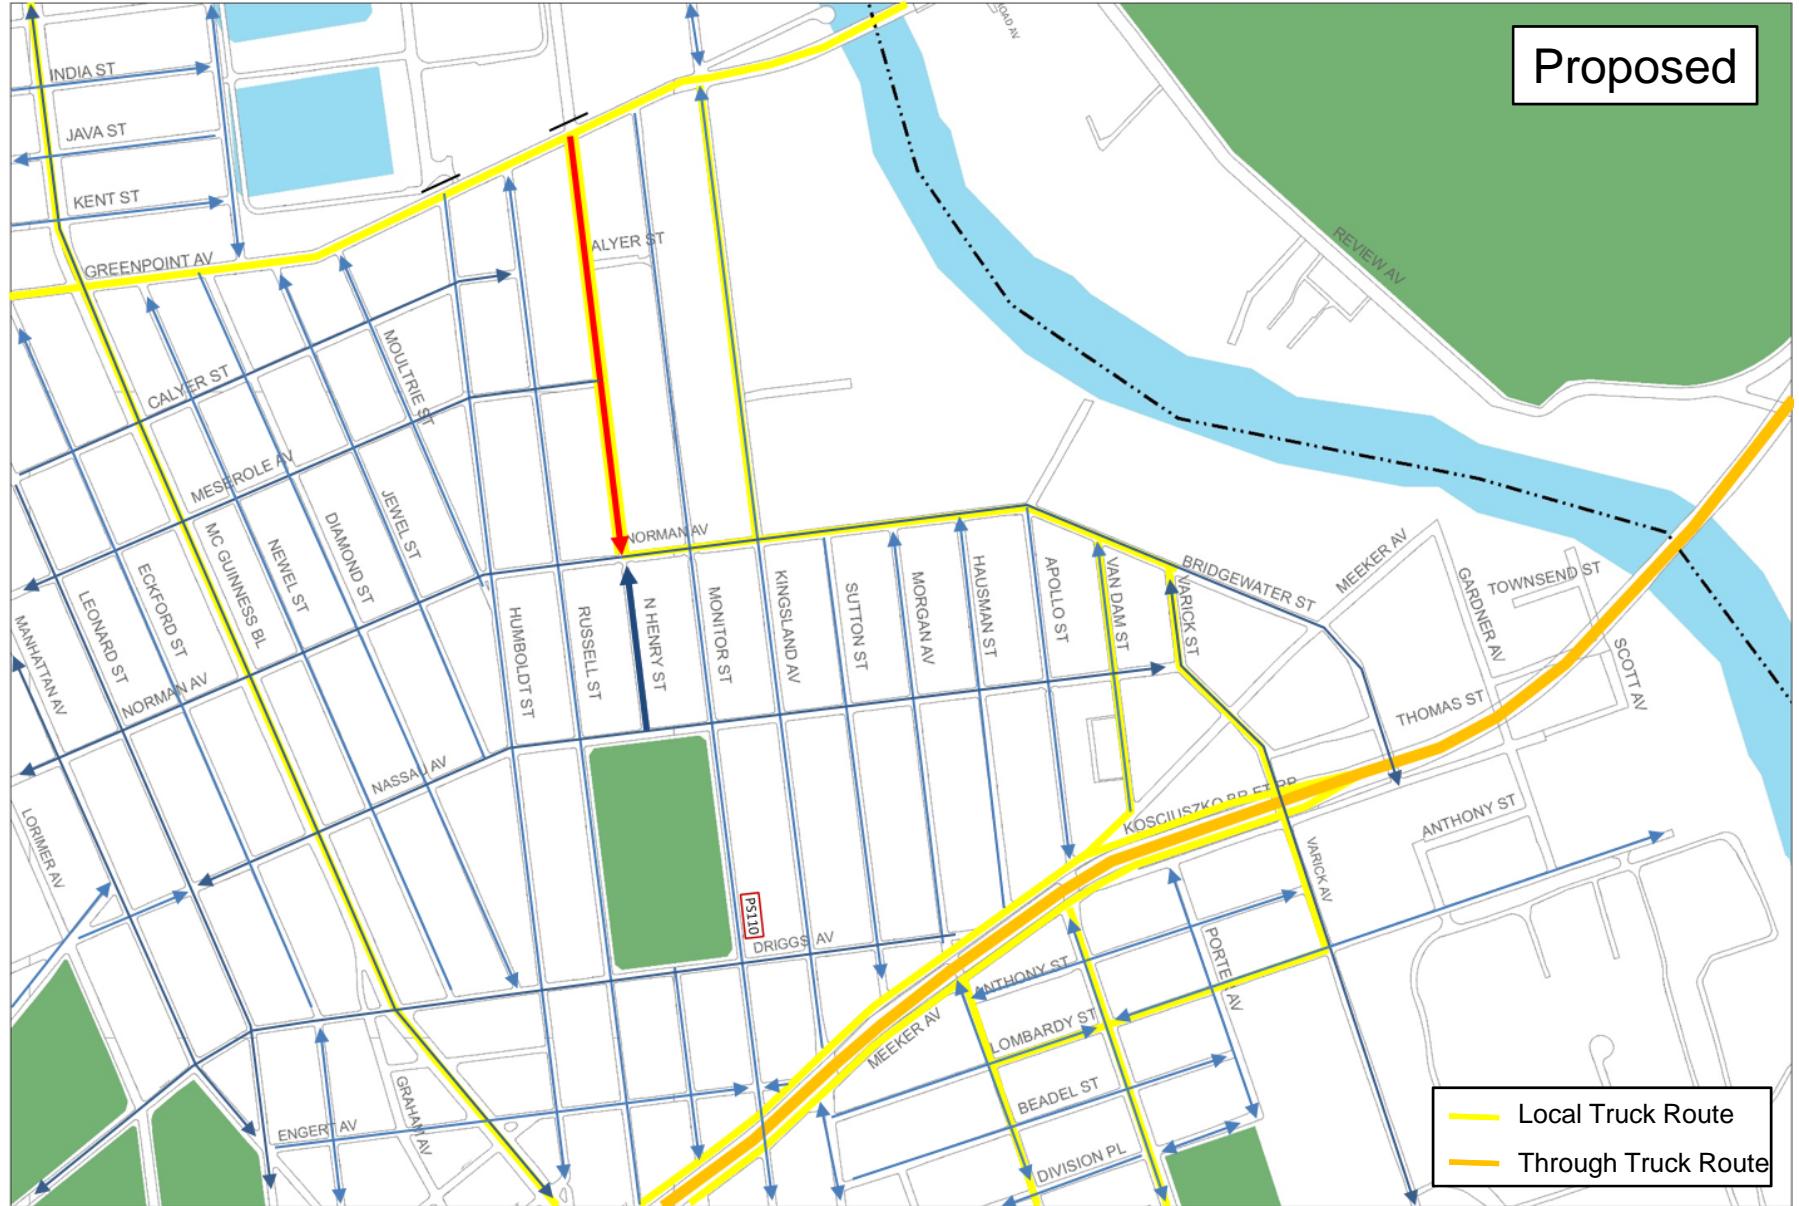 Proposed
INDIA ST
JAVA ST
KENT ST
GREENPOINT AV
ALYER ST
REVIEW AV
CALYER ST
MOULTRIE ST
MESEROLE AV
MC GUINNESS BL
NEWEL ST
DIAMOND ST
JEWEL ST
NORMAN AV
MANHATTAN AV
LEONARD ST
ECKFORD ST
NORMAN AV
HUMBOLDT ST
RUSSELL ST
N HENRY ST
MONITOR ST
KINGSLAND AV
SUTTON ST
MORGAN AV
HAUSMAN ST
APOLLO ST
VAN DAM ST
VARICK ST
BRIDGEWATER ST
MEEKER AV
GARDNER AV
TOWNSEND ST
SCOTT AV
THOMAS ST
LORIMER AV
NASSAU AV
KOSCIUSZKO BR ET RP
ANTHONY ST
VARICK AV
PS110
DRIGGS AV
ANTHONY ST
PORTER AV
LOMBARDY ST
MEEKER AV
BEADEL ST
ENGERT AV
GRAHAM AV
DIVISION PL
Local Truck Route
Through Truck Route